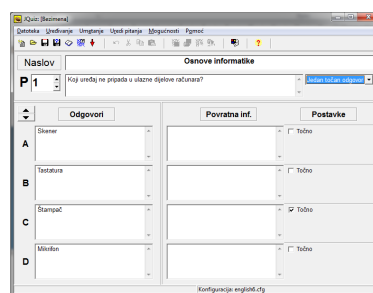 JQuiz: [Bezimena]
Datoteka Uređivanje Umetanje Uredi pitanja Mogućnosti Pomoć
Naslov Osnove informatike
P 1 Koji uređaj ne pripada u ulazne dijelove računara? Jedan točan odgovor
Odgovori Povratna inf. Postavke
A Skener Točno
B Tastatura Točno
C Štampač Točno
D Mikrofon Točno
Konfiguracija: english6.cfg